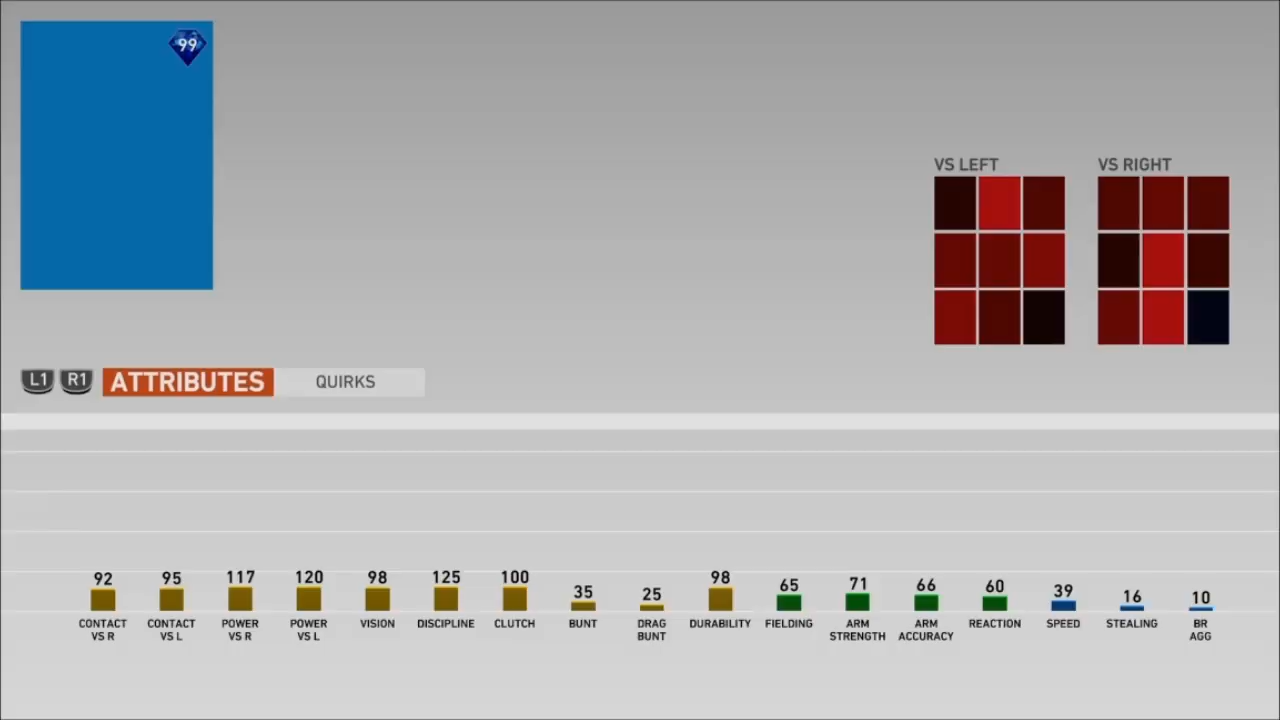 99
VS LEFT
VS RIGHT
L1 R1 ATTRIBUTES QUIRKS
92 95 117 120 98 125 100 35 25 98 65 71 66 60 39 16 10
CONTACT CONTACT POWER POWER VISION DISCIPLINE CLUTCH BUNT DRAG DURABILITY FIELDING ARM ARM REACTION SPEED STEALING BR
VS R VS L VS R VS L BUNT STRENGTH ACCURACY AGG